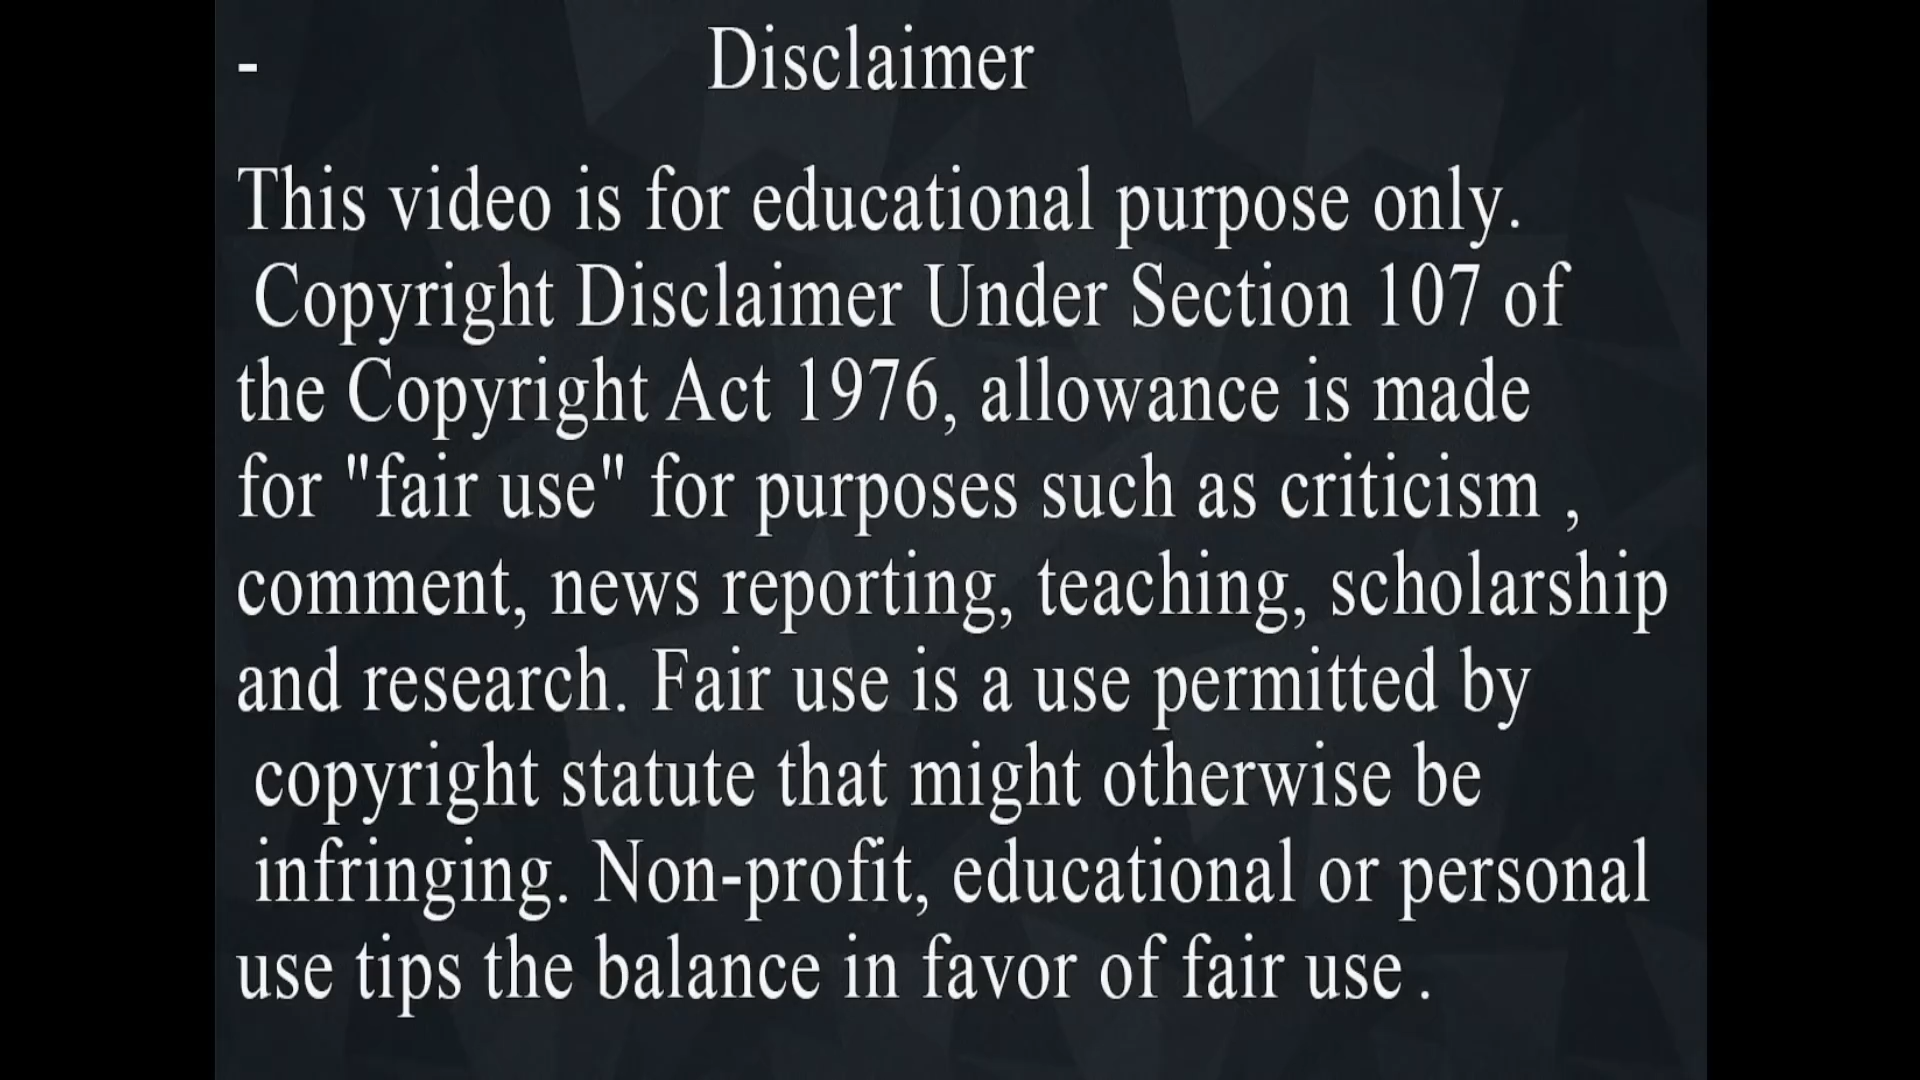 - Disclaimer
This video is for educational purpose only.
Copyright Disclaimer Under Section 107 of
the Copyright Act 1976, allowance is made
for "fair use" for purposes such as criticism ,
comment, news reporting, teaching, scholarship
and research. Fair use is a use permitted by
copyright statute that might otherwise be
infringing. Non-profit, educational or personal
use tips the balance in favor of fair use .